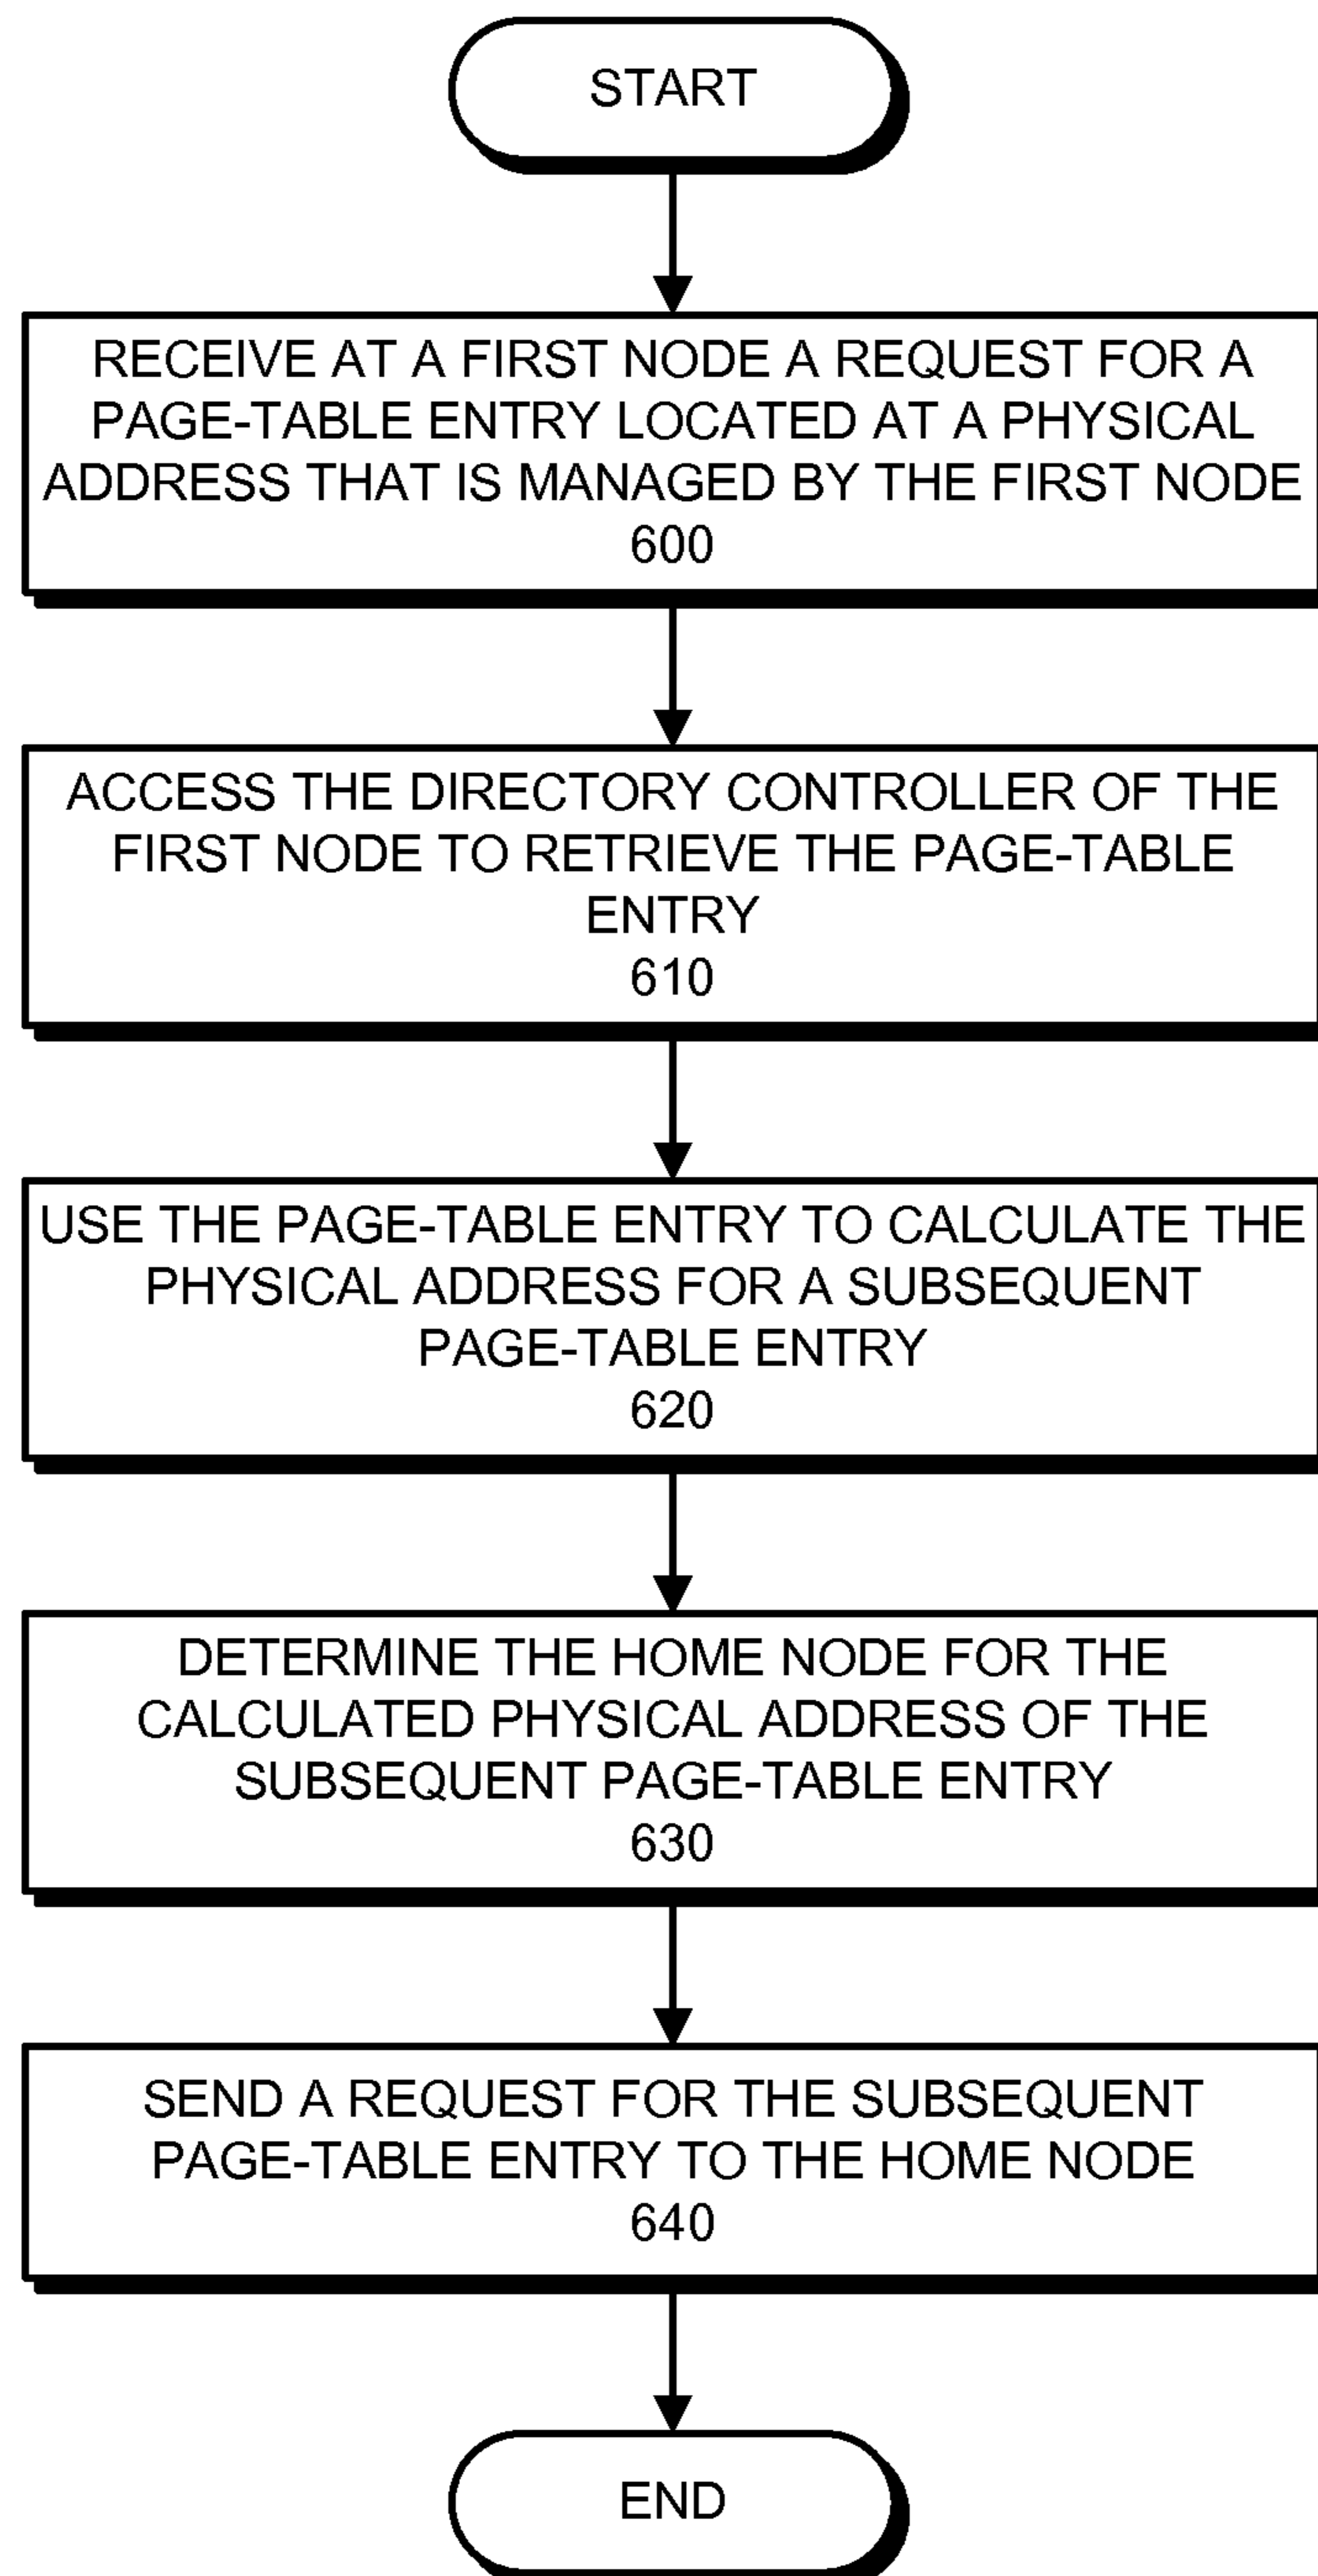 START
RECEIVE AT A FIRST NODE A REQUEST FOR A
PAGE-TABLE ENTRY LOCATED AT A PHYSICAL
ADDRESS THAT IS MANAGED BY THE FIRST NODE
600
ACCESS THE DIRECTORY CONTROLLER OF THE
FIRST NODE TO RETRIEVE THE PAGE-TABLE
ENTRY
610
USE THE PAGE-TABLE ENTRY TO CALCULATE THE
PHYSICAL ADDRESS FOR A SUBSEQUENT
PAGE-TABLE ENTRY
620
DETERMINE THE HOME NODE FOR THE
CALCULATED PHYSICAL ADDRESS OF THE
SUBSEQUENT PAGE-TABLE ENTRY
630
SEND A REQUEST FOR THE SUBSEQUENT
PAGE-TABLE ENTRY TO THE HOME NODE
640
END